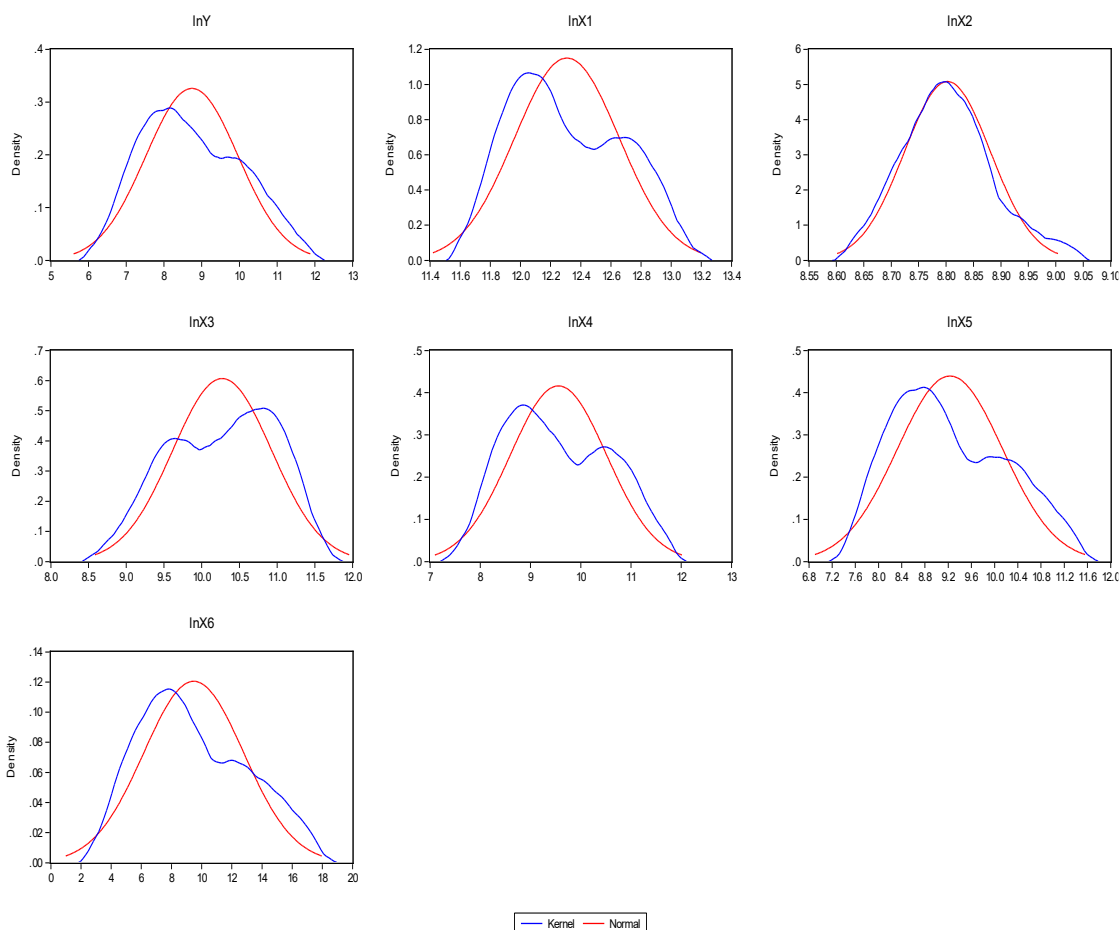 lnY
lnX1
lnX2
.4
.3
.2
.1
.0
Density
5 6 7 8 9 10 11 12 13
1.2
1.0
0.8
0.6
0.4
0.2
0.0
Density
11.4 11.6 11.8 12.0 12.2 12.4 12.6 12.8 13.0 13.2 13.4
6
5
4
3
2
1
0
Density
8.55 8.60 8.65 8.70 8.75 8.80 8.85 8.90 8.95 9.00 9.05 9.10
lnX3
lnX4
lnX5
.7
.6
.5
.4
.3
.2
.1
.0
Density
8.0 8.5 9.0 9.5 10.0 10.5 11.0 11.5 12.0
.5
.4
.3
.2
.1
.0
Density
7 8 9 10 11 12 13
.5
.4
.3
.2
.1
.0
Density
6.8 7.2 7.6 8.0 8.4 8.8 9.2 9.6 10.0 10.4 10.8 11.2 11.6 12.0
lnX6
.14
.12
.10
.08
.06
.04
.02
.00
Density
0 2 4 6 8 10 12 14 16 18 20
Kernel Normal